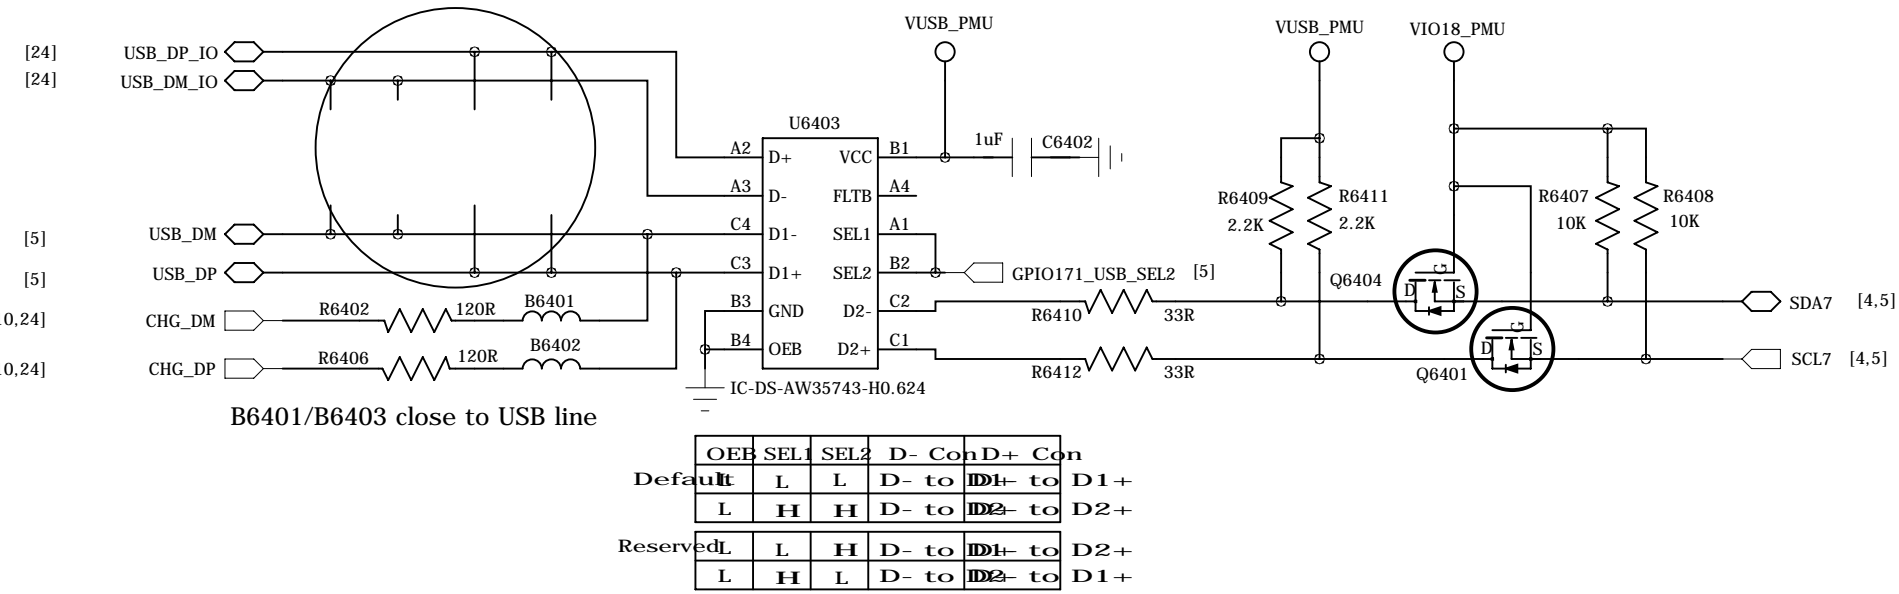 VUSB_PMU
VUSB_PMU
VIO18_PMU
[24]
USB_DP_IO
[24]
USB_DM_IO
U6403
1uF
C6402
A2
D+
VCC
B1
A3
D-
FLTB
A4
R6409
2.2K
R6411
2.2K
R6407
10K
R6408
10K
[5]
USB_DM
C4
D1-
SEL1
A1
[5]
USB_DP
C3
D1+
SEL2
B2
GPIO171_USB_SEL2
[5]
Q6404
G
D
S
0,24]
CHG_DM
R6402
120R
B6401
B3
GND
D2-
C2
R6410
33R
SDA7
[4,5]
G
D
S
0,24]
CHG_DP
R6406
120R
B6402
B4
OEB
D2+
C1
R6412
33R
Q6401
SCL7
[4,5]
IC-DS-AW35743-H0.624
B6401/B6403 close to USB line
OEB SEL1 SEL2 D- Con D+ Con
Default L L L D- to D1- D+ to D1+
L H H D- to D2- D+ to D2+
Reserved L L H D- to D1- D+ to D2+
L H L D- to D2- D+ to D1+